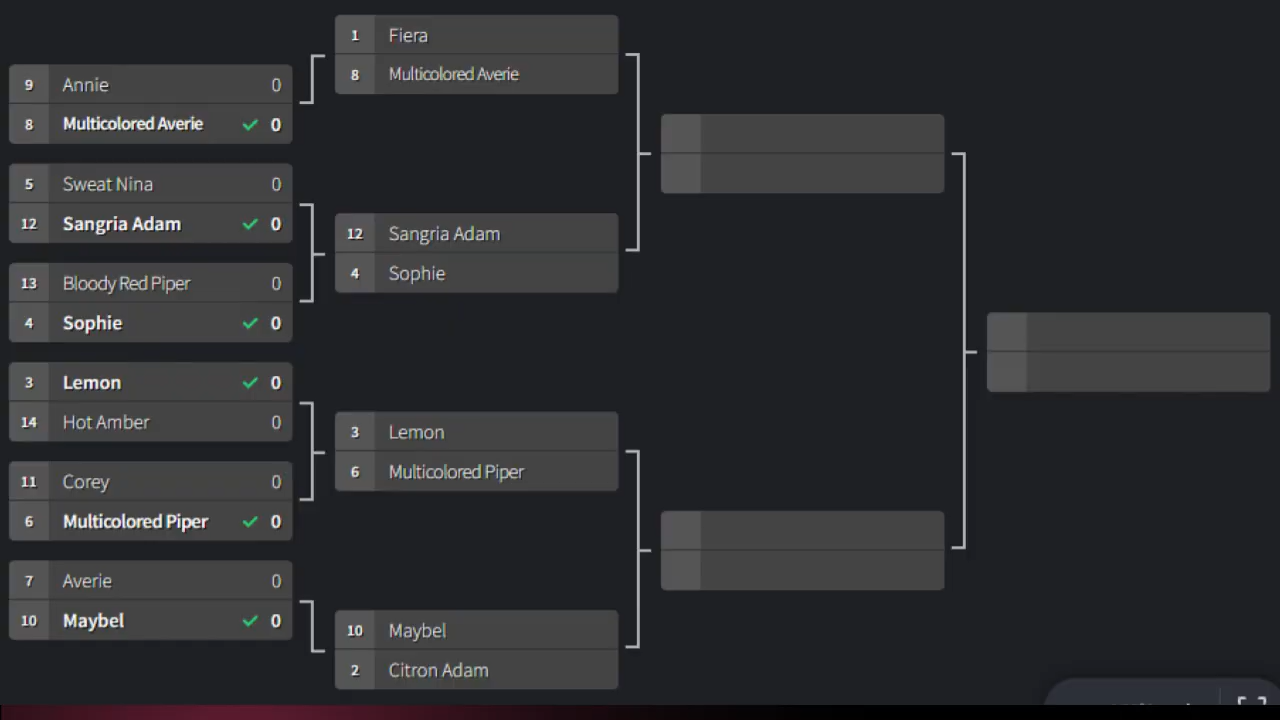 9 Annie 0
8 Multicolored Averie 0
5 Sweat Nina 0
12 Sangria Adam 0
13 Bloody Red Piper 0
4 Sophie 0
3 Lemon 0
14 Hot Amber 0
11 Corey 0
6 Multicolored Piper 0
7 Averie 0
10 Maybel 0
1 Fiera
8 Multicolored Averie
12 Sangria Adam
4 Sophie
3 Lemon
6 Multicolored Piper
10 Maybel
2 Citron Adam